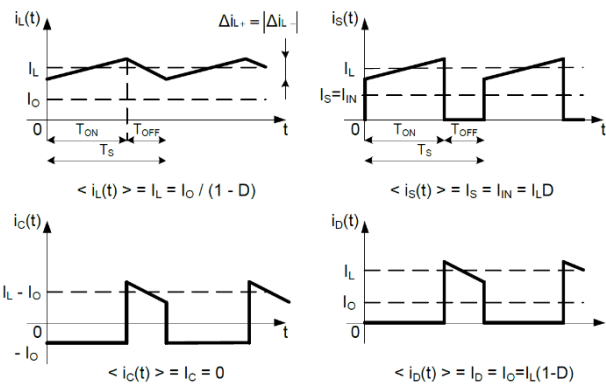 iL(t)
ΔiL+ = |ΔiL-|
IL
IO
0
TON
TOFF
t
TS
< iL(t) > = IL = IO / (1 - D)
iS(t)
IL
IS=IIN
0
TON
TOFF
t
TS
< iS(t) > = IS = IIN = ILD
iC(t)
IL - IO
0
- IO
t
< iC(t) > = IC = 0
iD(t)
IL
IO
0
t
< iD(t) > = ID = IO=IL(1-D)